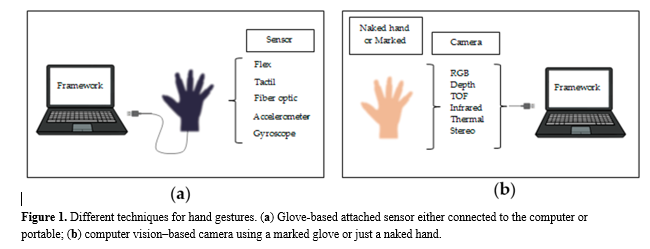 Sensor
Framework
Flex
Tactil
Fiber optic
Accelerometer
Gyroscope
(a)
Naked hand
or Marked
Camera
RGB
Depth
TOF
Infrared
Thermal
Stereo
Framework
(b)
Figure 1. Different techniques for hand gestures. (a) Glove-based attached sensor either connected to the computer or
portable; (b) computer vision–based camera using a marked glove or just a naked hand.